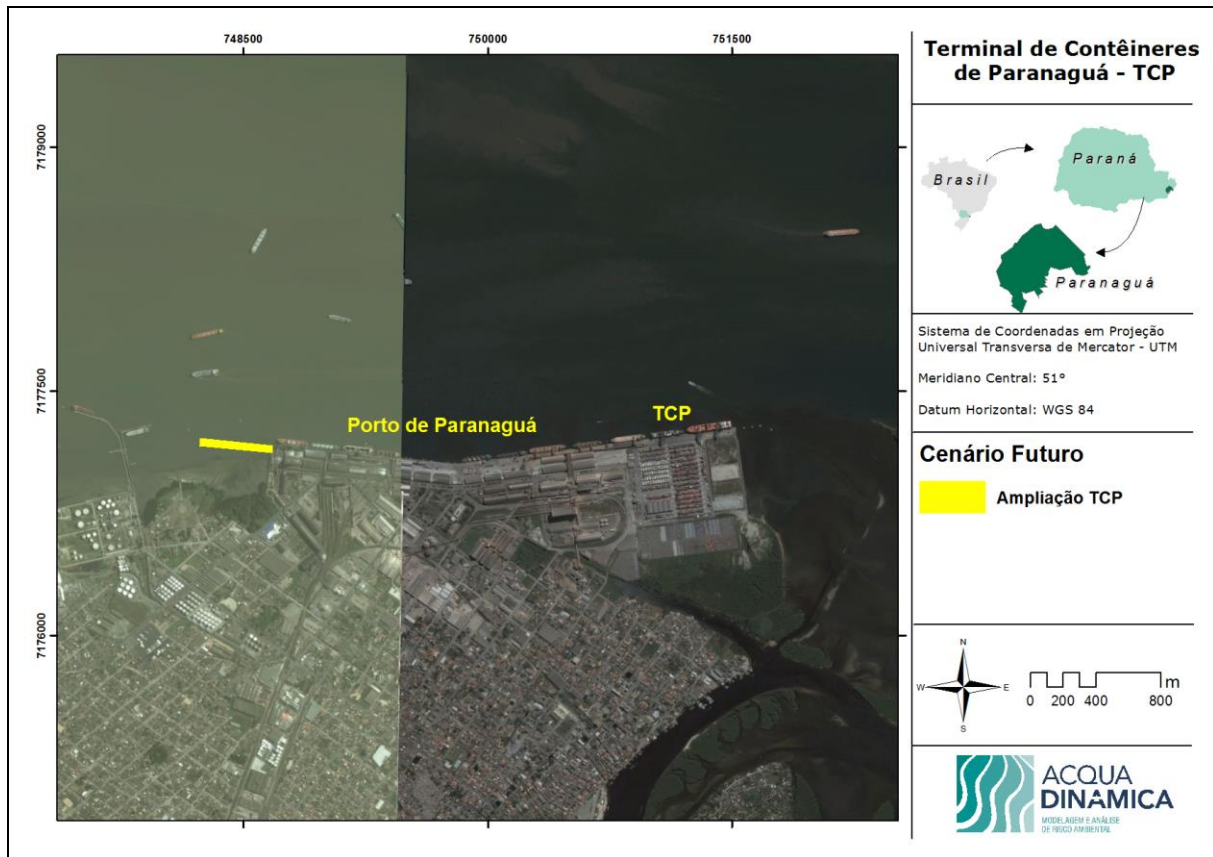 748500
750000
751500
7179000
7177500
7176000
Porto de Paranaguá
TCP
Terminal de Contêineres
de Paranaguá - TCP
Brasil
Paraná
Paranaguá
Sistema de Coordenadas em Projeção
Universal Transversa de Mercator - UTM
Meridiano Central: 51º
Datum Horizontal: WGS 84
Cenário Futuro
Ampliação TCP
N
W
E
S
m
0 200 400 800
ACQUA
DINÂMICA
MODELAGEM E ANÁLISE
DE RISCO AMBIENTAL